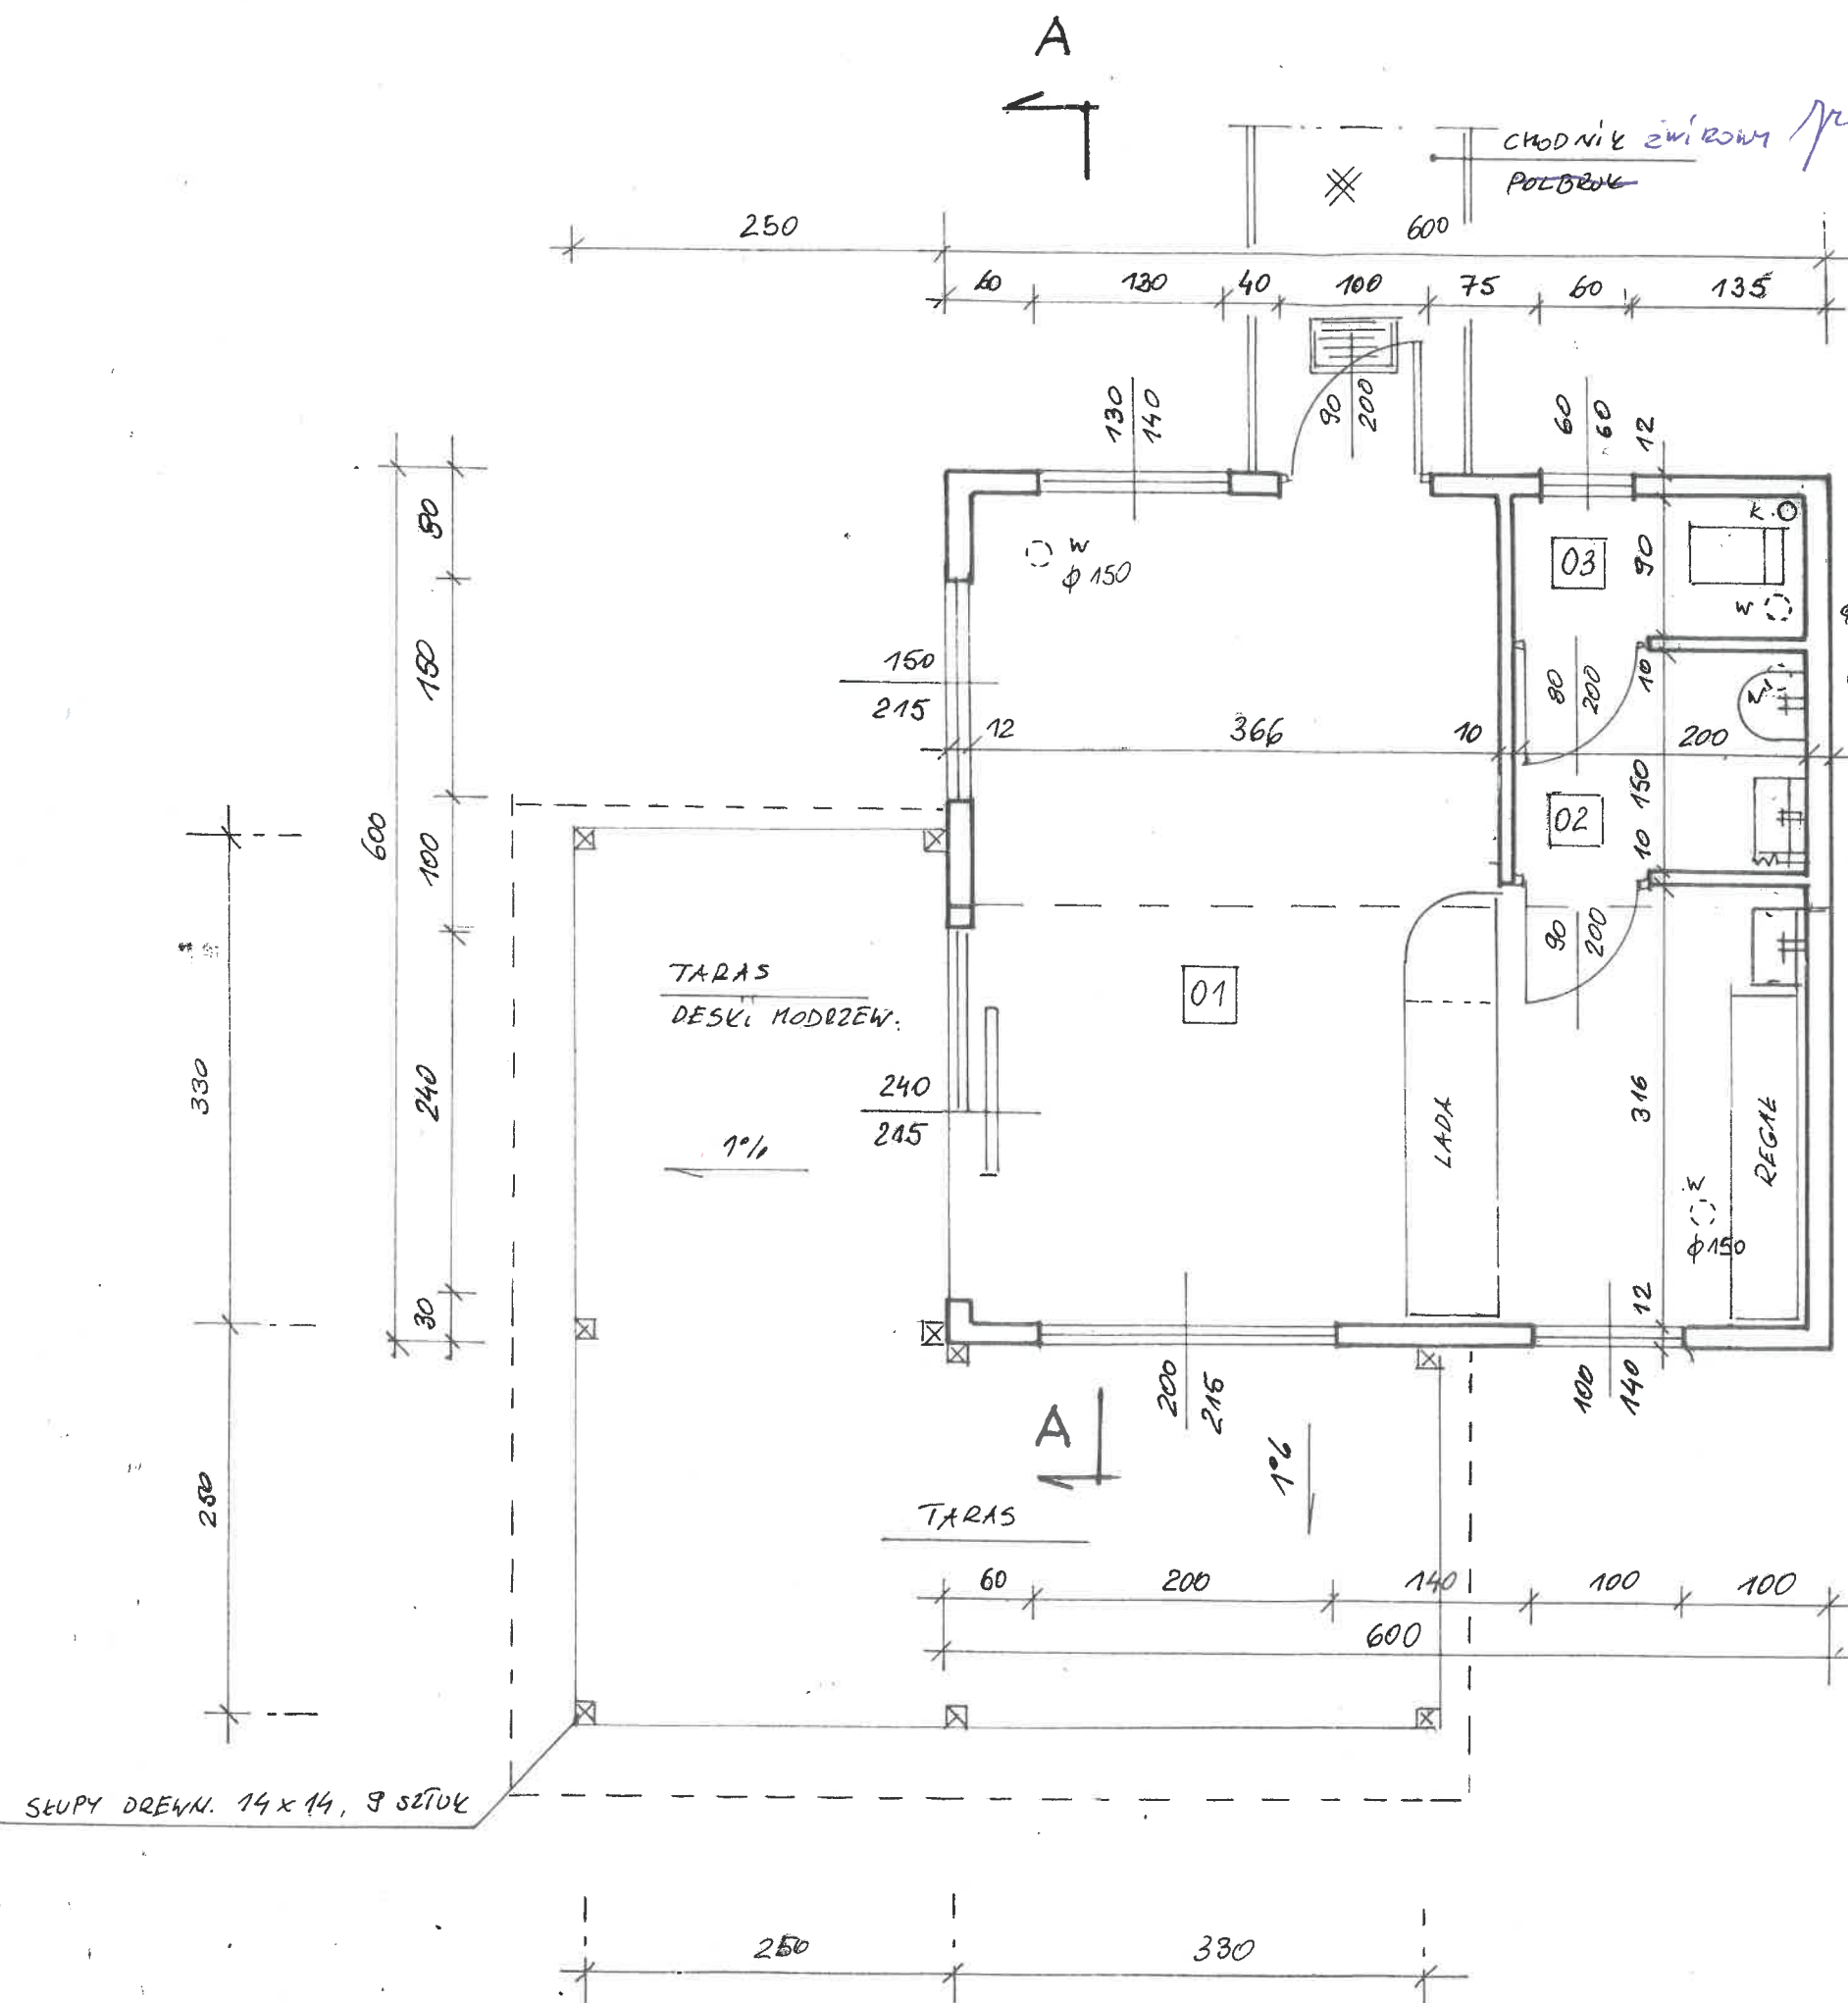 A
CHODNIK ŻWIROWY
POLBRUK
250
600
60 130 40 100 75 60 135
130
140
90
200
60
60
12
80
150
100
240
30
600
330
250
K.
W
φ 150
03
90
W
150
215
12
366
10
80
200
10
200
150
02
10
TARAS
DESKI MODRZEW.
01
90
200
240
215
1%
LADA
316
REGAŁ
W
φ150
12
200
215
100
140
A
1%
TARAS
60 200 140 100 100
600
SŁUPY DREWN. 14 x 14, 9 SZTUK
250 330